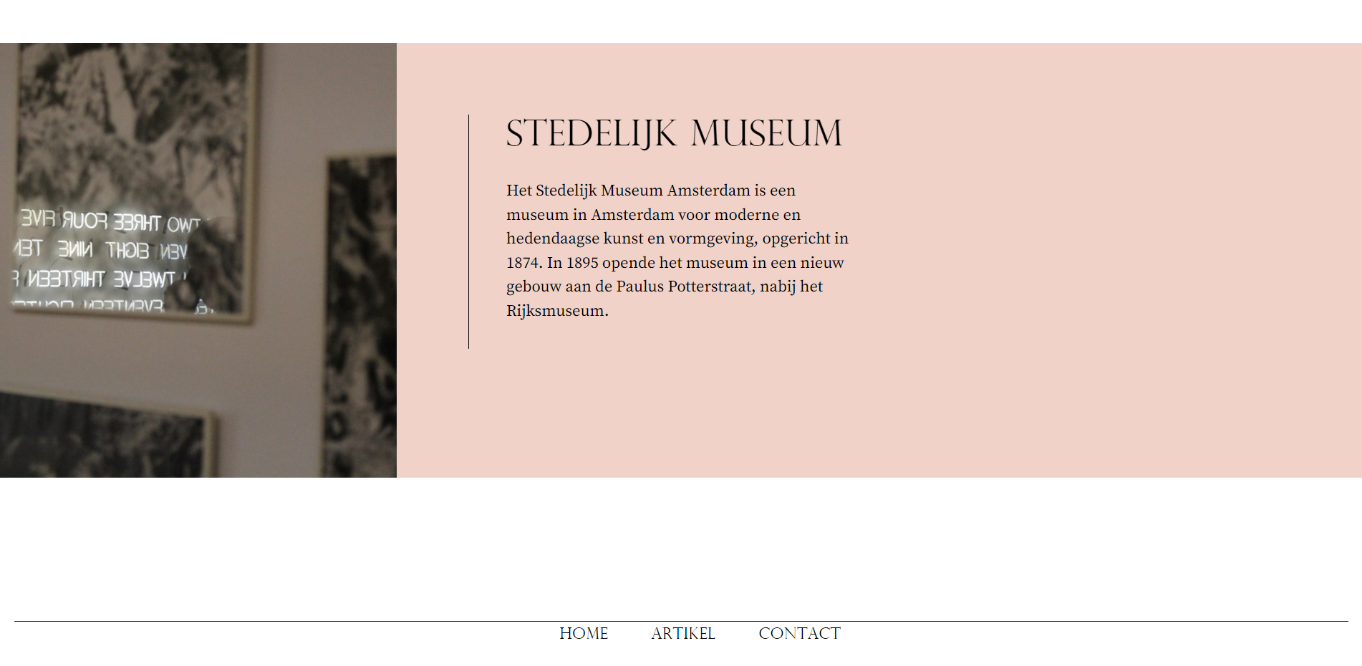 STEDELIJK MUSEUM
Het Stedelijk Museum Amsterdam is een
museum in Amsterdam voor moderne en
hedendaagse kunst en vormgeving, opgericht in
1874. In 1895 opende het museum in een nieuw
gebouw aan de Paulus Potterstraat, nabij het
Rijksmuseum.
TWO THREE FOUR FIVE
NINE EIGHT
TWELVE THIRTEEN
HOME ARTIKEL CONTACT